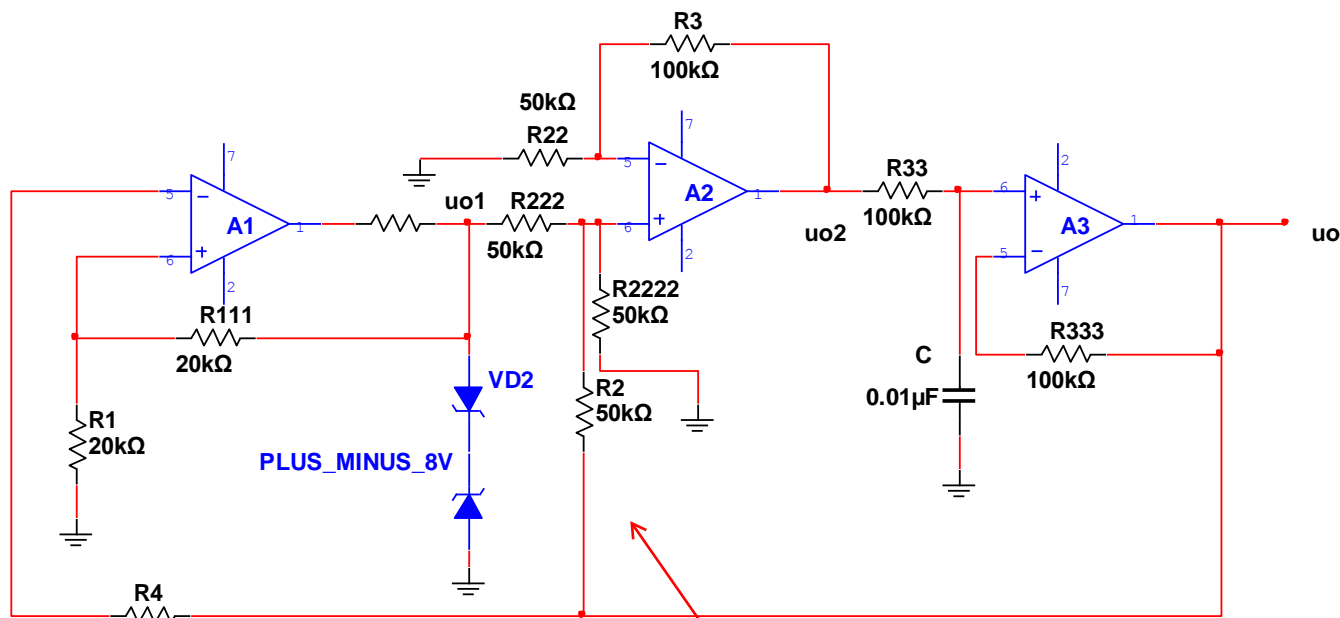 R3
100kΩ
50kΩ
R22
7
5
−
A2
1
+
6
2
7
5
−
A1
1
+
6
2
uo1
R222
50kΩ
uo2
R33
100kΩ
2
6
+
A3
1
−
5
7
uo
R111
20kΩ
R2222
50kΩ
R333
100kΩ
C
0.01µF
VD2
R2
50kΩ
R1
20kΩ
PLUS_MINUS_8V
R4